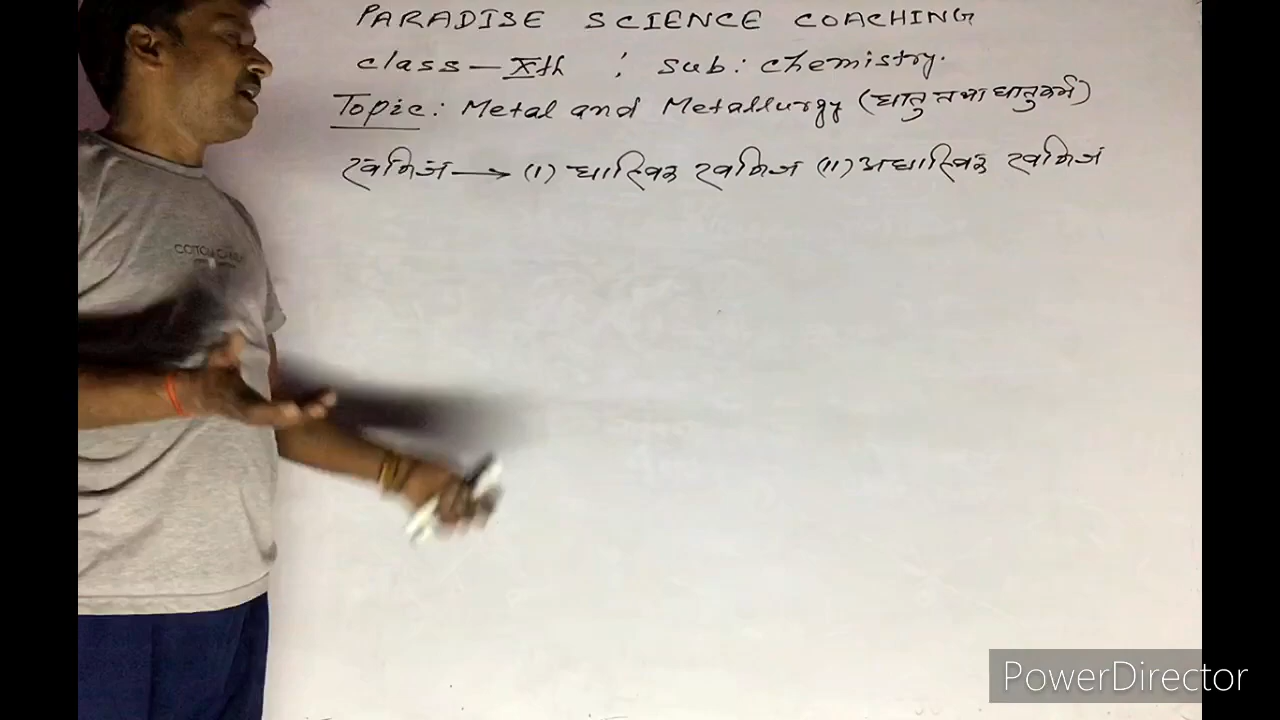 PARADISE SCIENCE COACHING
class - Xth : Sub: chemistry.
Topic: Metal and Metallurgy (धातु तथा धातुकर्म)
खनिज → (I) धात्विक खनिज (II) अधात्विक खनिज
PowerDirector